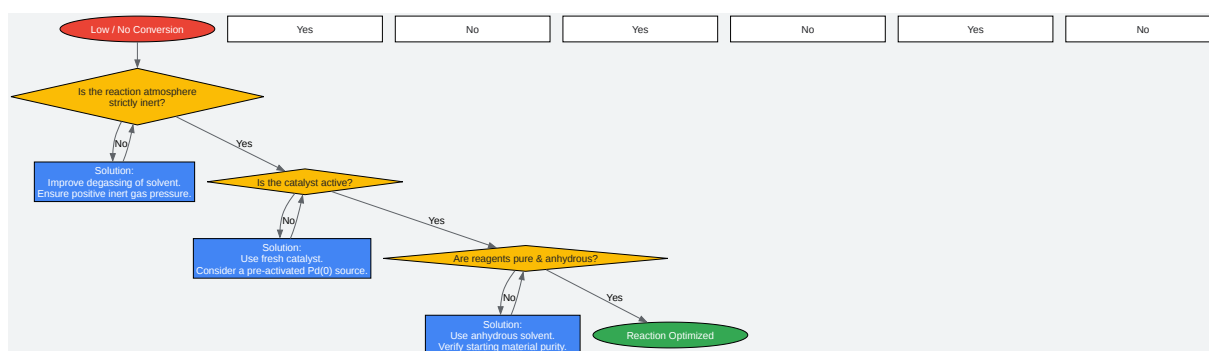 Low / No Conversion
Yes
No
Yes
No
Yes
No
Is the reaction atmosphere
strictly inert?
No
Yes
Solution:
Improve degassing of solvent.
Ensure positive inert gas pressure.
Is the catalyst active?
No
Yes
Solution:
Use fresh catalyst.
Consider a pre-activated Pd(0) source.
Are reagents pure & anhydrous?
No
Yes
Solution:
Use anhydrous solvent.
Verify starting material purity.
Reaction Optimized